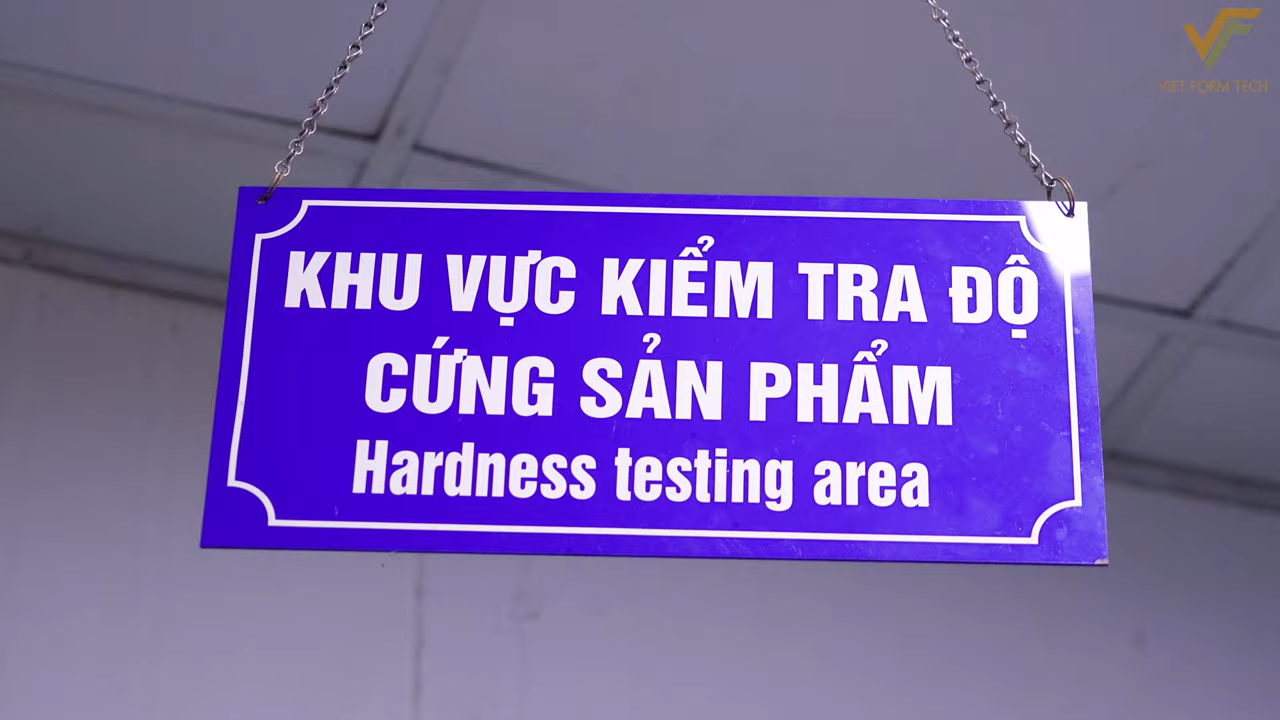 KHU VỰC KIỂM TRA ĐỘ
CỨNG SẢN PHẨM
Hardness testing area
VIET FORM TECH